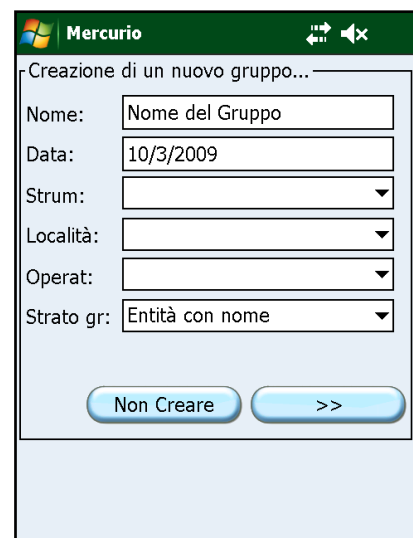 Mercurio
Creazione di un nuovo gruppo...
Nome: Nome del Gruppo
Data: 10/3/2009
Strum:
Località:
Operat:
Strato gr: Entità con nome
Non Creare >>